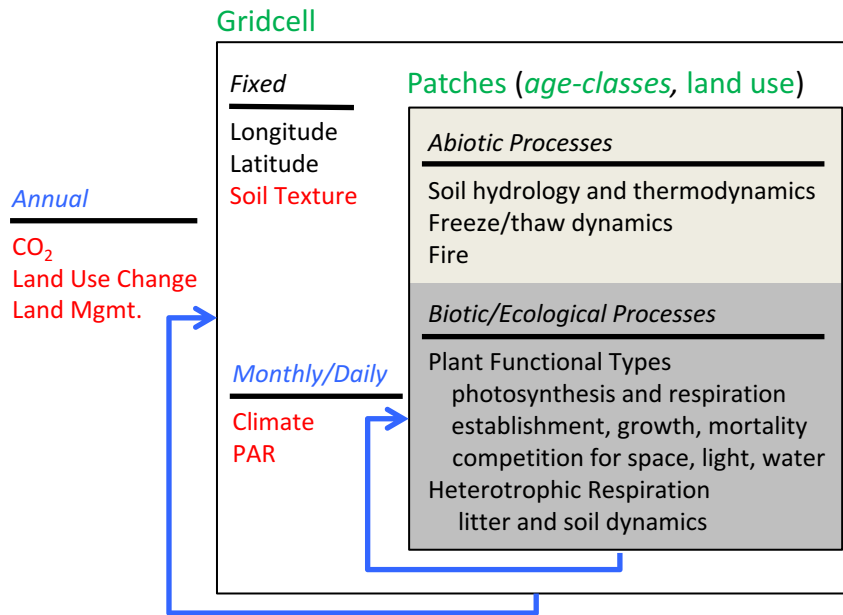 Gridcell
Fixed
Longitude
Latitude
Soil Texture
Annual
CO₂
Land Use Change
Land Mgmt.
Monthly/Daily
Climate
PAR
Patches (age-classes, land use)
Abiotic Processes
Soil hydrology and thermodynamics
Freeze/thaw dynamics
Fire
Biotic/Ecological Processes
Plant Functional Types
photosynthesis and respiration
establishment, growth, mortality
competition for space, light, water
Heterotrophic Respiration
litter and soil dynamics